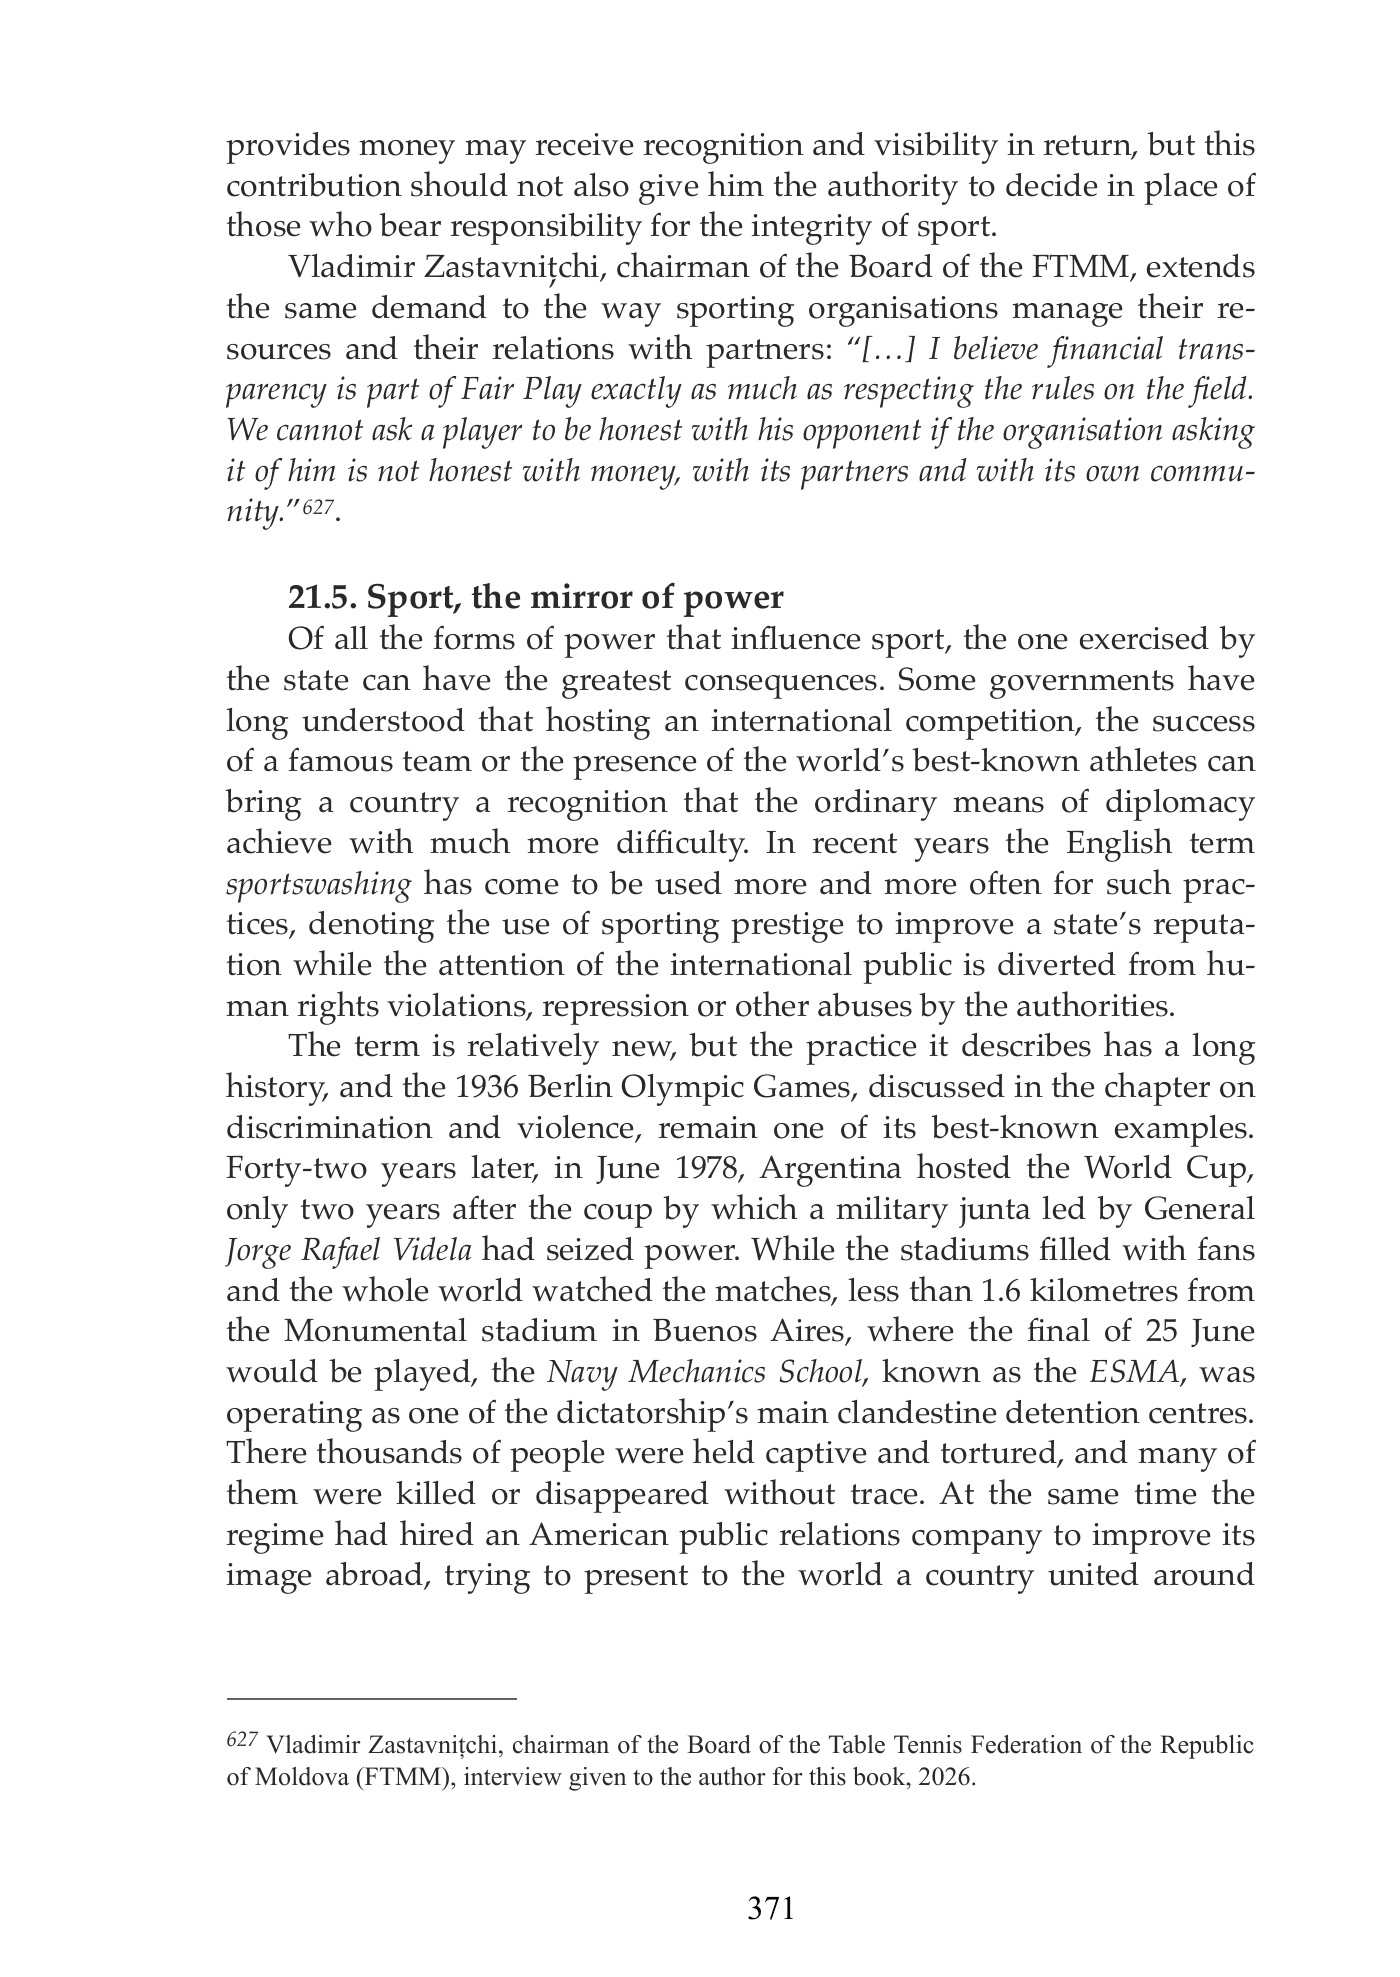 provides money may receive recognition and visibility in return, but this
contribution should not also give him the authority to decide in place of
those who bear responsibility for the integrity of sport.
Vladimir Zastavnițchi, chairman of the Board of the FTMM, extends
the same demand to the way sporting organisations manage their re-
sources and their relations with partners: “[…] I believe financial trans-
parency is part of Fair Play exactly as much as respecting the rules on the field.
We cannot ask a player to be honest with his opponent if the organisation asking
it of him is not honest with money, with its partners and with its own commu-
nity.”627.
21.5. Sport, the mirror of power
Of all the forms of power that influence sport, the one exercised by
the state can have the greatest consequences. Some governments have
long understood that hosting an international competition, the success
of a famous team or the presence of the world’s best-known athletes can
bring a country a recognition that the ordinary means of diplomacy
achieve with much more difficulty. In recent years the English term
sportswashing has come to be used more and more often for such prac-
tices, denoting the use of sporting prestige to improve a state’s reputa-
tion while the attention of the international public is diverted from hu-
man rights violations, repression or other abuses by the authorities.
The term is relatively new, but the practice it describes has a long
history, and the 1936 Berlin Olympic Games, discussed in the chapter on
discrimination and violence, remain one of its best-known examples.
Forty-two years later, in June 1978, Argentina hosted the World Cup,
only two years after the coup by which a military junta led by General
Jorge Rafael Videla had seized power. While the stadiums filled with fans
and the whole world watched the matches, less than 1.6 kilometres from
the Monumental stadium in Buenos Aires, where the final of 25 June
would be played, the Navy Mechanics School, known as the ESMA, was
operating as one of the dictatorship’s main clandestine detention centres.
There thousands of people were held captive and tortured, and many of
them were killed or disappeared without trace. At the same time the
regime had hired an American public relations company to improve its
image abroad, trying to present to the world a country united around
627 Vladimir Zastavnițchi, chairman of the Board of the Table Tennis Federation of the Republic
of Moldova (FTMM), interview given to the author for this book, 2026.
371